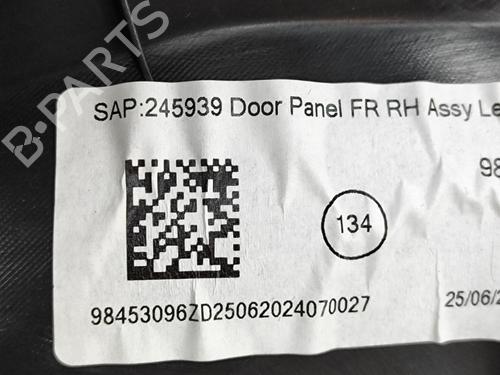 B-PARTS
SAP:245939 Door Panel FR RH Assy Le
98
134
98453096ZD25062024070027
25/06/2